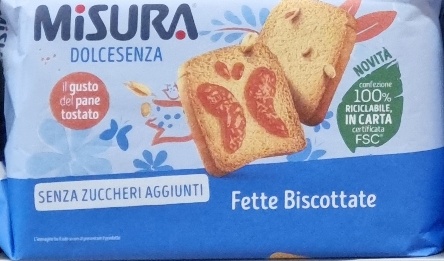 MiSURA
DOLCESENZA
il gusto
del pane
tostato
NOVITÀ
confezione
100%
RICICLABILE,
IN CARTA
certificata
FSC®
SENZA ZUCCHERI AGGIUNTI
Fette Biscottate